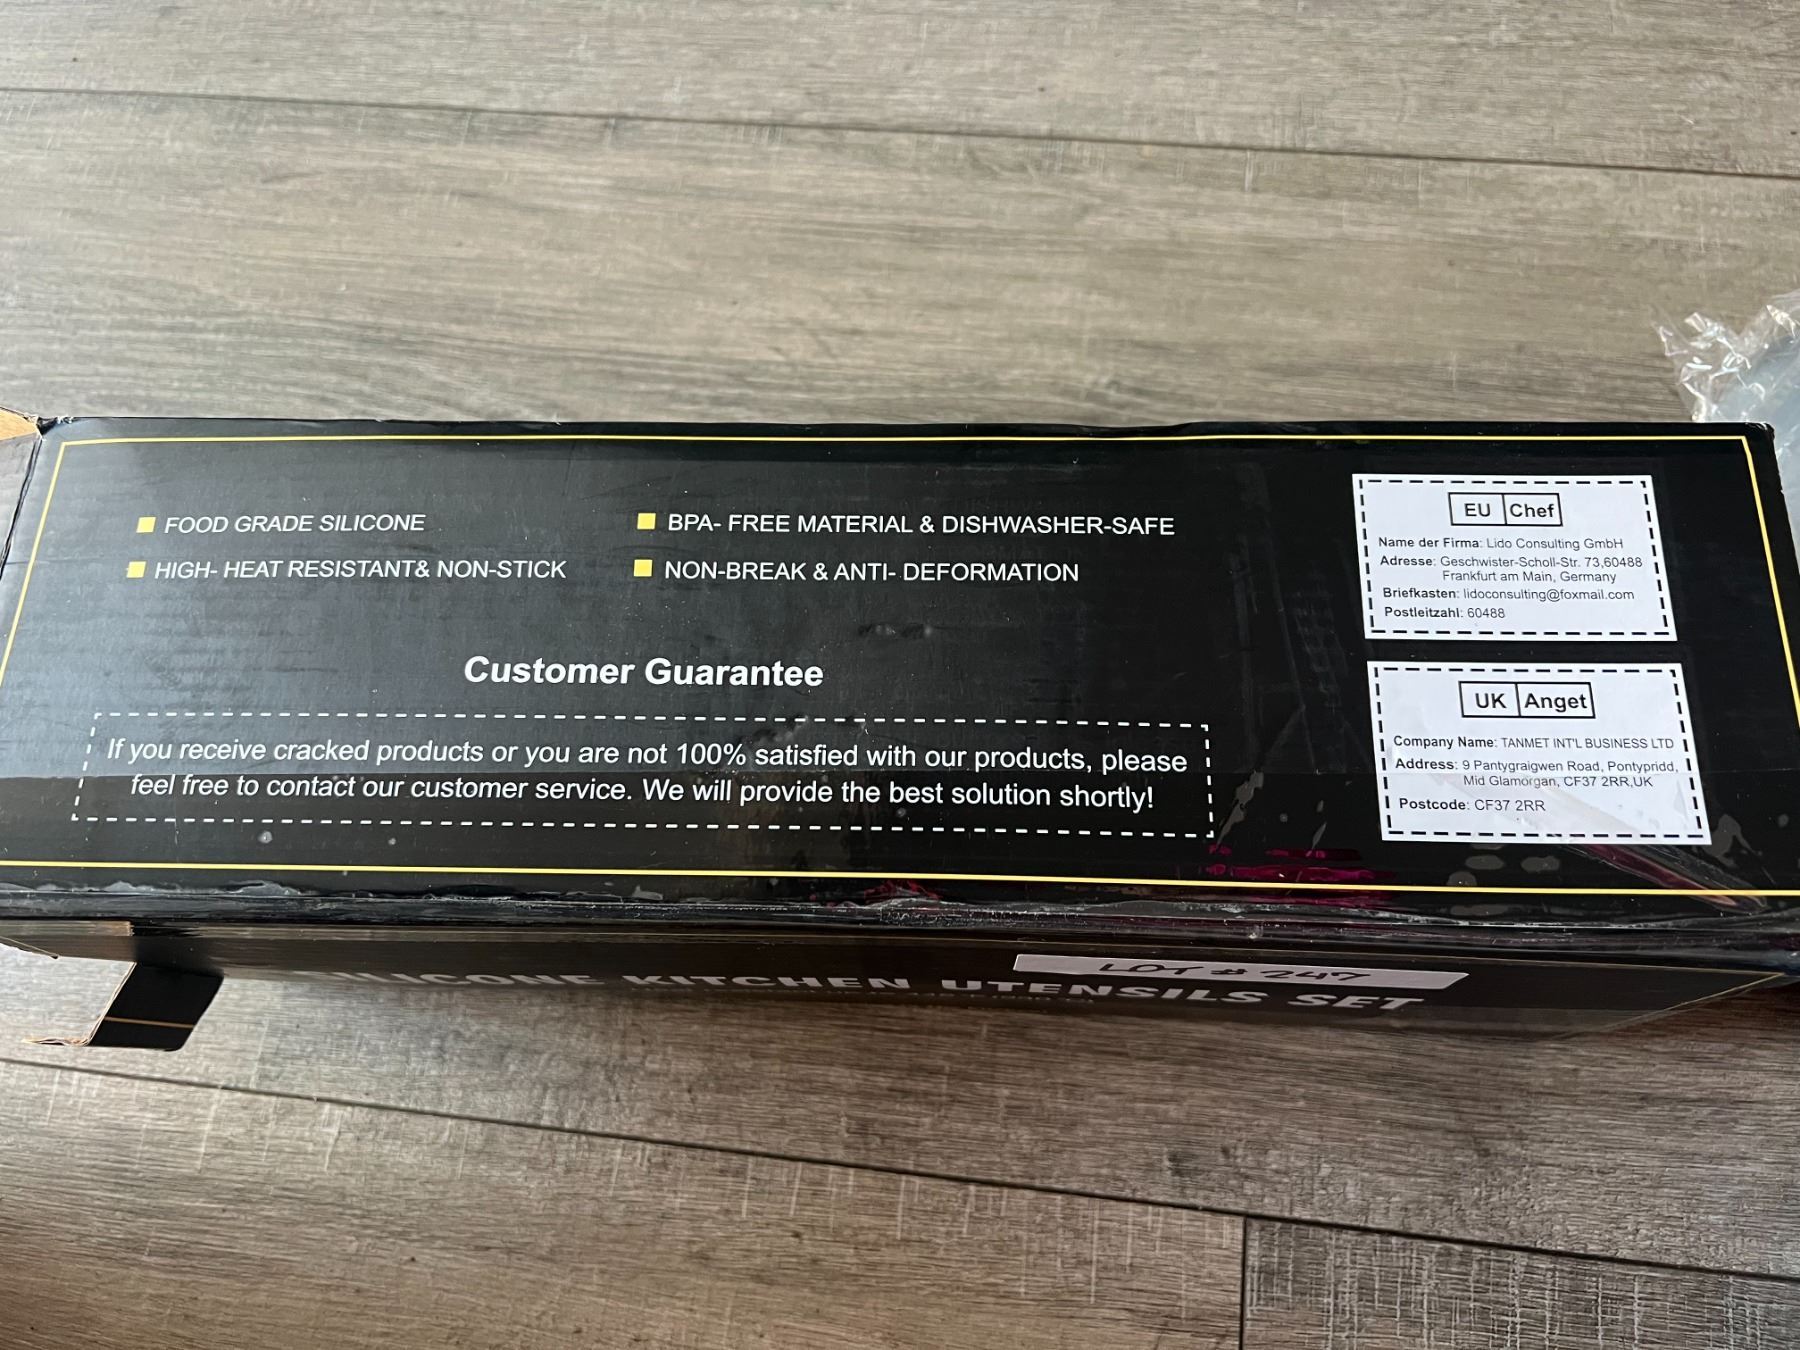 FOOD GRADE SILICONE
BPA- FREE MATERIAL & DISHWASHER-SAFE
HIGH- HEAT RESISTANT& NON-STICK
NON-BREAK & ANTI- DEFORMATION
Customer Guarantee
If you receive cracked products or you are not 100% satisfied with our products, please
feel free to contact our customer service. We will provide the best solution shortly!
EU Chef
Name der Firma: Lido Consulting GmbH
Adresse: Geschwister-Scholl-Str. 73,60488
Frankfurt am Main, Germany
Briefkasten: lidoconsulting@foxmail.com
Postleitzahl: 60488
UK Anget
Company Name: TANMET INT'L BUSINESS LTD
Address: 9 Pantygraigwen Road, Pontypridd,
Mid Glamorgan, CF37 2RR,UK
Postcode: CF37 2RR
LOT # 247
SILICONE KITCHEN UTENSILS SET